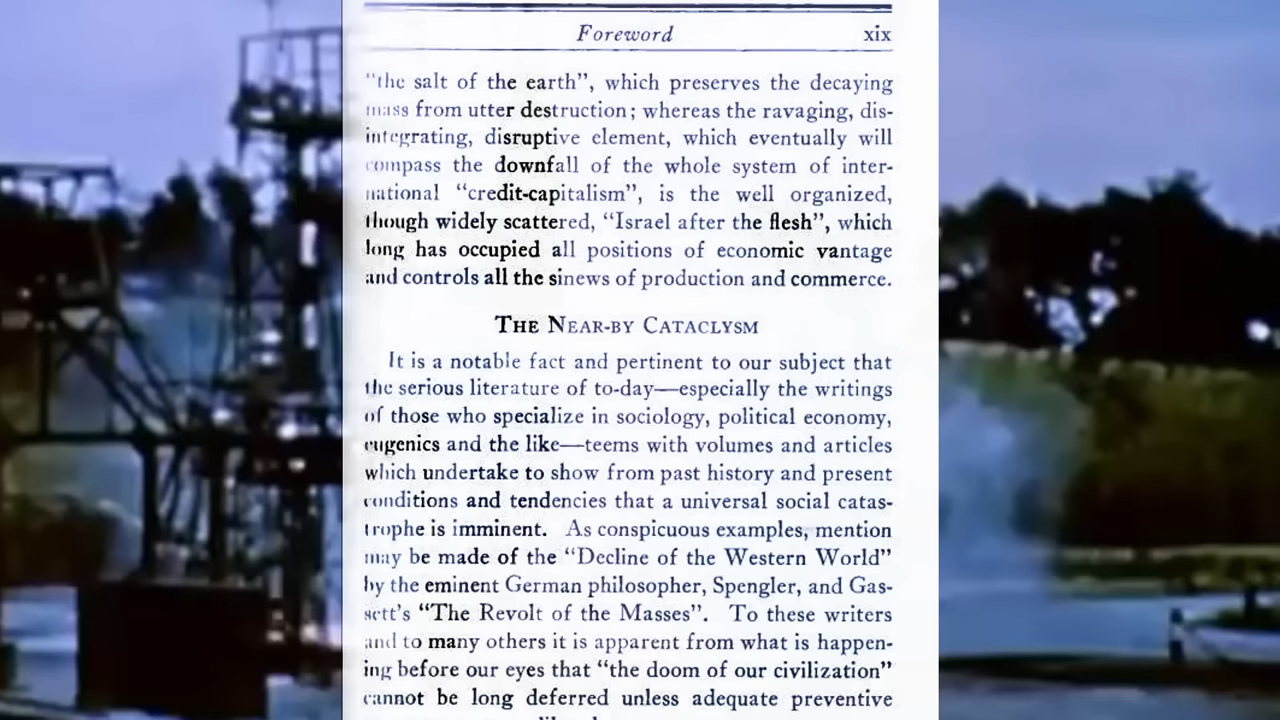 Foreword xix
"the salt of the earth", which preserves the decaying
mass from utter destruction; whereas the ravaging, dis-
integrating, disruptive element, which eventually will
compass the downfall of the whole system of inter-
national "credit-capitalism", is the well organized,
though widely scattered, "Israel after the flesh", which
long has occupied all positions of economic vantage
and controls all the sinews of production and commerce.
THE NEAR-BY CATACLYSM
It is a notable fact and pertinent to our subject that
the serious literature of to-day—especially the writings
of those who specialize in sociology, political economy,
eugenics and the like—teems with volumes and articles
which undertake to show from past history and present
conditions and tendencies that a universal social catas-
trophe is imminent. As conspicuous examples, mention
may be made of the "Decline of the Western World"
by the eminent German philosopher, Spengler, and Gas-
sett's "The Revolt of the Masses". To these writers
and to many others it is apparent from what is happen-
ing before our eyes that "the doom of our civilization"
cannot be long deferred unless adequate preventive